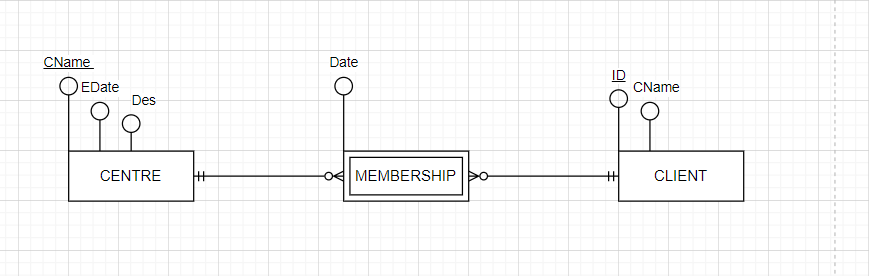 CName
EDate
Des
Date
ID
CName
CENTRE
MEMBERSHIP
CLIENT